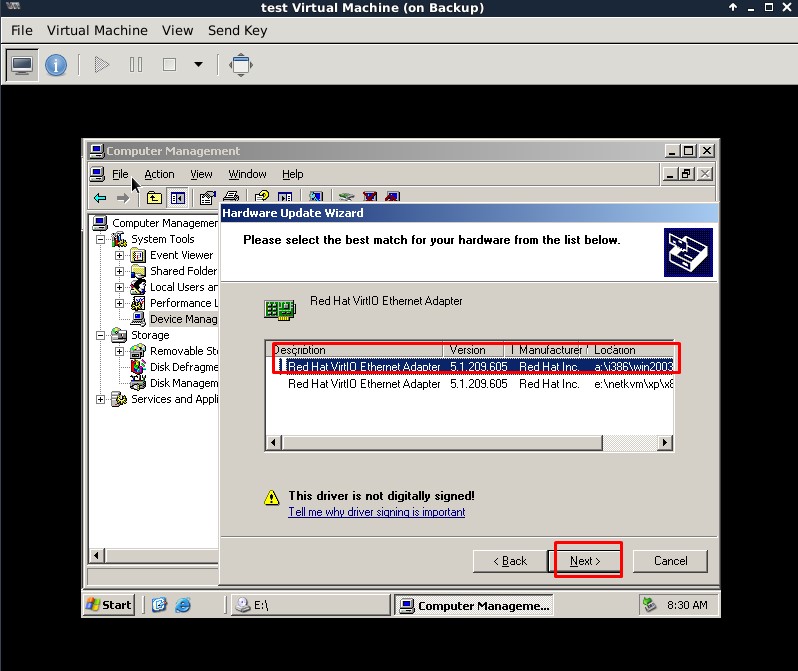 test Virtual Machine (on Backup)
File Virtual Machine View Send Key
Computer Management
File Action View Window Help
Hardware Update Wizard
Please select the best match for your hardware from the list below.
Computer Managemen
System Tools
Event Viewer
Shared Folder
Local Users an
Performance L
Device Manag
Storage
Removable Sto
Disk Defragme
Disk Managem
Services and Appli
Red Hat VirtIO Ethernet Adapter
Description Version Manufacturer Location
Red Hat VirtIO Ethernet Adapter 5.1.209.605 Red Hat Inc. a:\i386\win2003
Red Hat VirtIO Ethernet Adapter 5.1.209.605 Red Hat Inc. e:\netkvm\xp\x8
This driver is not digitally signed!
Tell me why driver signing is important
< Back Next > Cancel
Start E:\ Computer Manageme... 8:30 AM